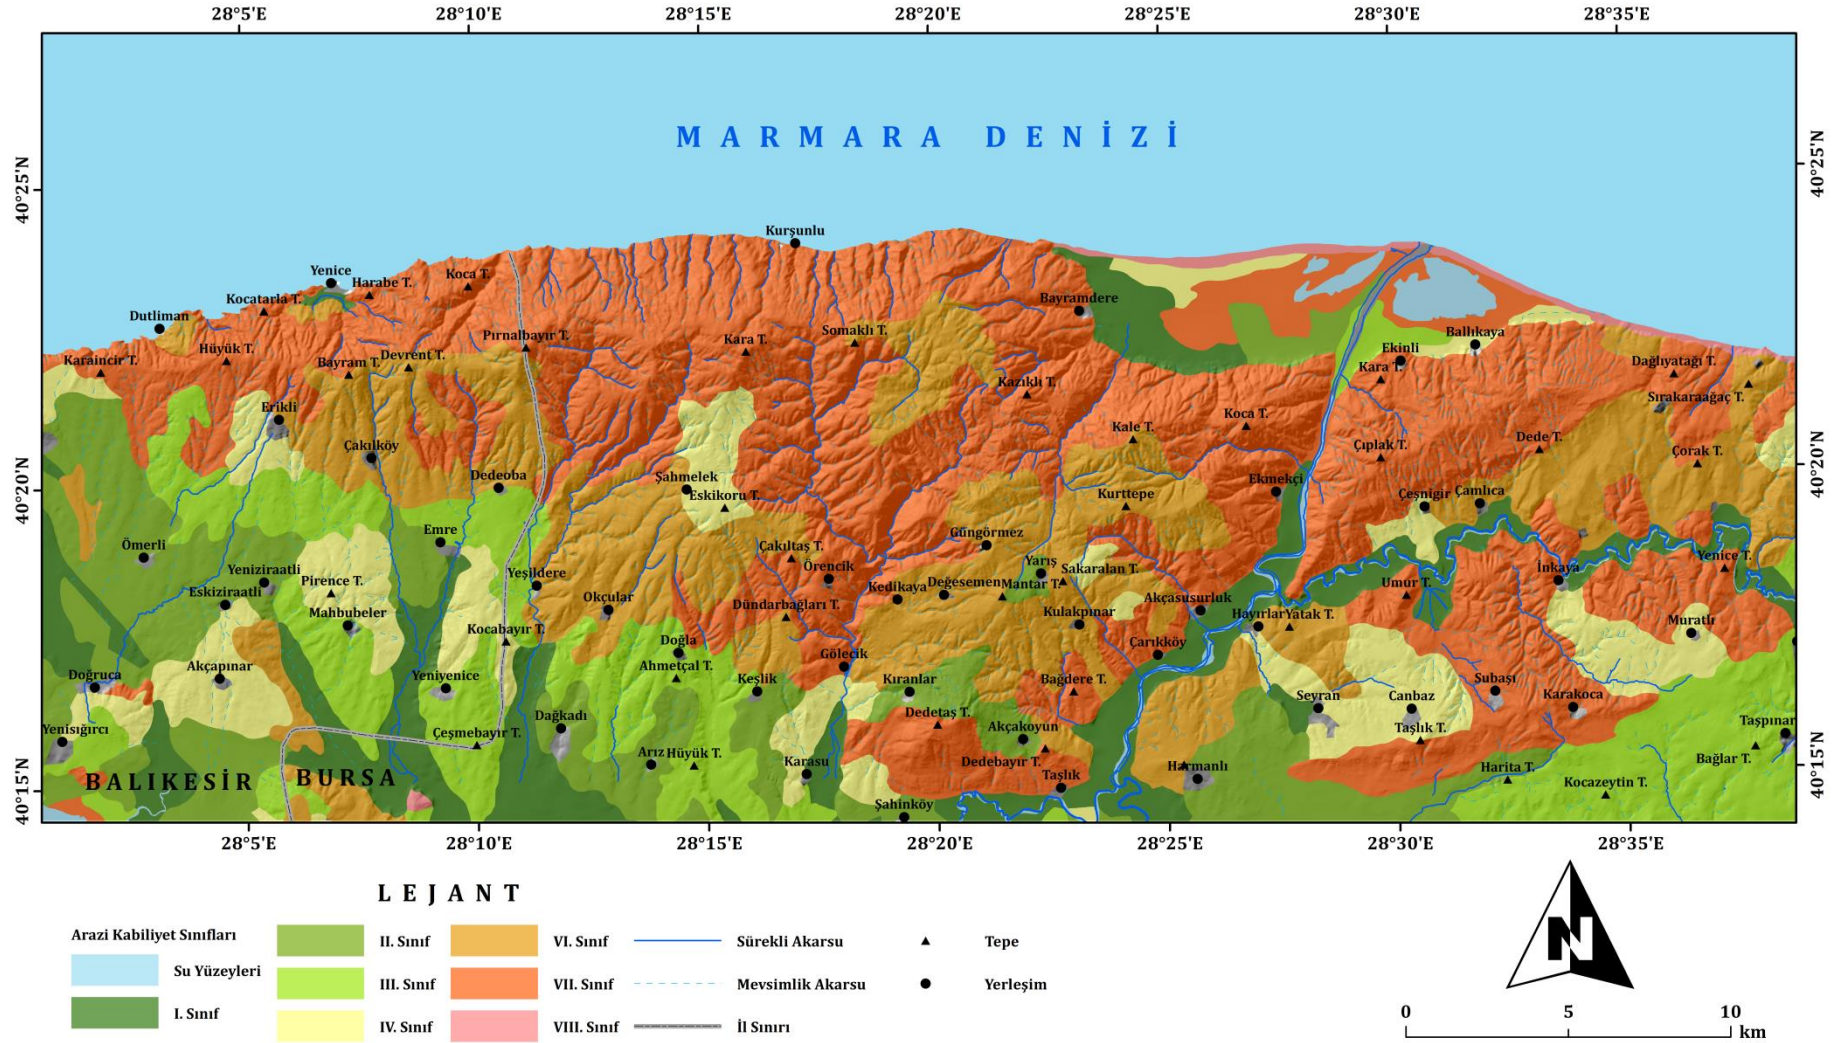 28°5'E 28°10'E 28°15'E 28°20'E 28°25'E 28°30'E 28°35'E
MARMARA DENİZİ
40°25'N
40°25'N
Kurşunlu
Yenice
Harabe T.
Koca T.
Kocatarla T.
Dutliman
Bayramdere
Karaincir T.
Hüyük T.
Bayram T.
Devrent T.
Pırnalbayır T.
Kara T.
Somaklı T.
Ballıkaya
Ekinli
Kara T.
Dağlıyatağı T.
Kazıklı T.
Sırakaraağaç T.
Erikli
Koca T.
Kale T.
Çakılköy
Çıplak T.
Dede T.
Çorak T.
40°20'N
40°20'N
Dedeoba
Şahmelek
Eskikoru T.
Kurttepe
Ekmekçi
Çeşnigir
Çamlıca
Ömerli
Emre
Çakıltaş T.
Güngörmez
Yeniziraatli
Pirence T.
Yeşildere
Örencik
Yarış
Sakaralan T.
İnkaya
Yenice T.
Eskiziraatli
Mahbubeler
Okçular
Dündarbağları T.
Kedikaya
Değesemen
Mantar T.
Umur T.
Kocabayır T.
Kulakpınar
Akçasusurluk
Hayırlar
Yatak T.
Muratlı
Doğla
Ahmetçal T.
Gölecik
Çarıkköy
Doğruca
Akçapınar
Yeniyenice
Keşlik
Kıranlar
Bağdere T.
Seyran
Canbaz
Subaşı
Karakoca
Yenisığırcı
Çeşmebayır T.
Dağkadı
Dedetaş T.
Akçakoyun
Taşlık T.
Taşpınar
BALIKESİR
BURSA
Arız
Hüyük T.
Karasu
Dedebayır T.
Taşlık
Harmanlı
Harita T.
Bağlar T.
Kocazeytin T.
Şahinköy
40°15'N
40°15'N
28°5'E 28°10'E 28°15'E 28°20'E 28°25'E 28°30'E 28°35'E
LEJANT
Arazi Kabiliyet Sınıfları
Su Yüzeyleri
I. Sınıf
II. Sınıf
III. Sınıf
IV. Sınıf
VI. Sınıf
VII. Sınıf
VIII. Sınıf
Sürekli Akarsu
Mevsimlik Akarsu
İl Sınırı
Tepe
Yerleşim
N
0 5 10
km